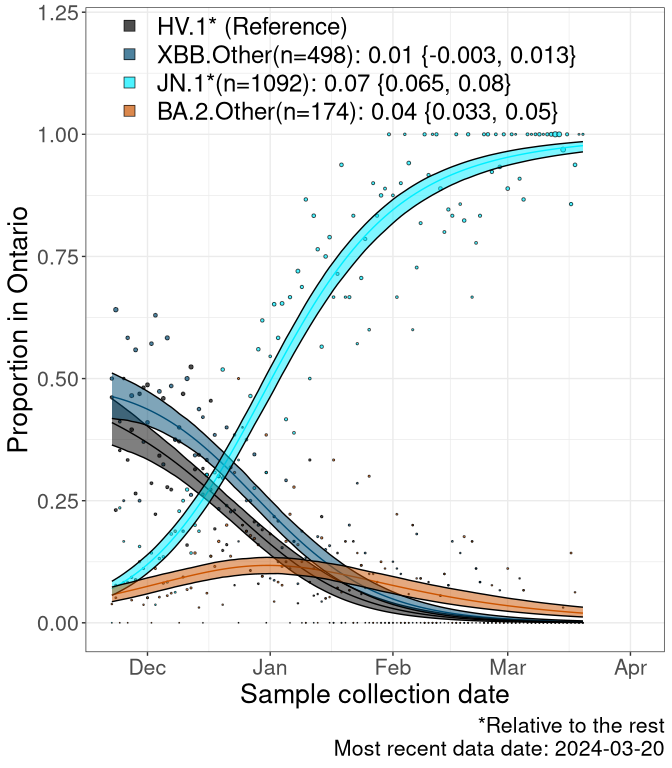 1.25
HV.1* (Reference)
XBB.Other(n=498): 0.01 {-0.003, 0.013}
JN.1*(n=1092): 0.07 {0.065, 0.08}
BA.2.Other(n=174): 0.04 {0.033, 0.05}
1.00
0.75
0.50
0.25
0.00
Proportion in Ontario
Dec Jan Feb Mar Apr
Sample collection date
*Relative to the rest
Most recent data date: 2024-03-20